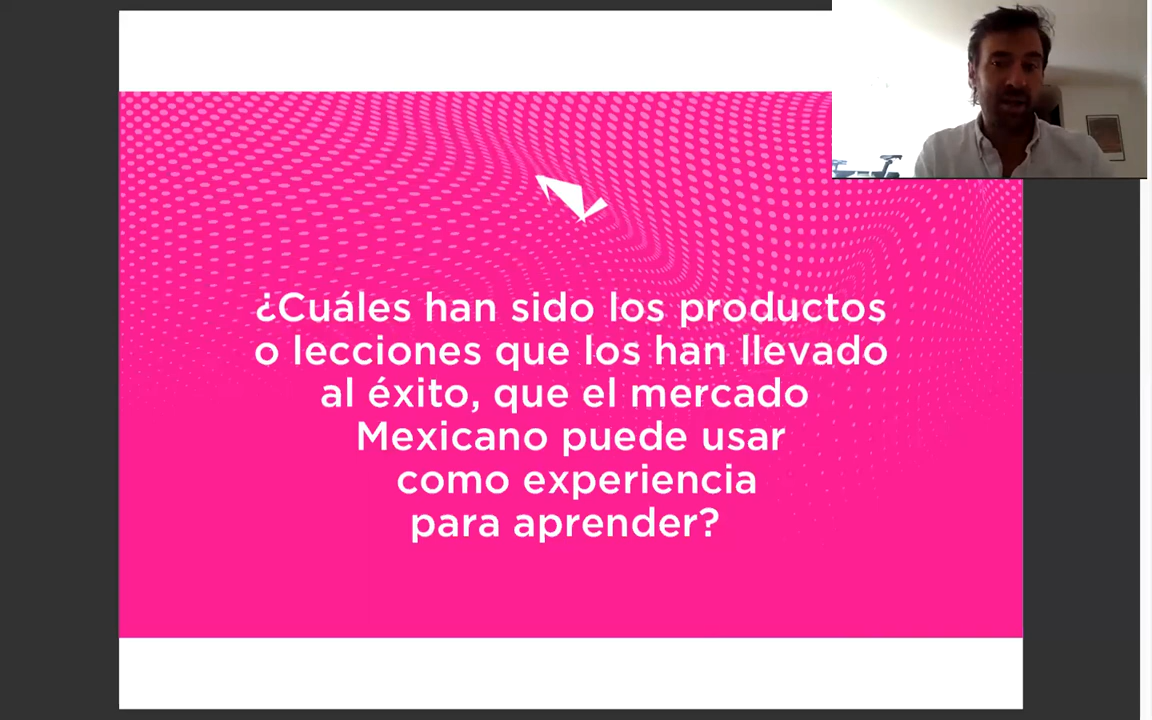 ¿Cuáles han sido los productos
o lecciones que los han llevado
al éxito, que el mercado
Mexicano puede usar
como experiencia
para aprender?